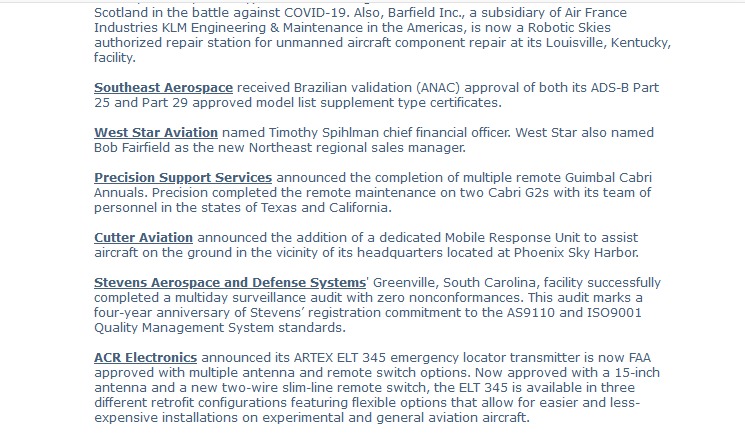 Scotland in the battle against COVID-19. Also, Barfield Inc., a subsidiary of Air France
Industries KLM Engineering & Maintenance in the Americas, is now a Robotic Skies
authorized repair station for unmanned aircraft component repair at its Louisville, Kentucky,
facility.
Southeast Aerospace received Brazilian validation (ANAC) approval of both its ADS-B Part
25 and Part 29 approved model list supplement type certificates.
West Star Aviation named Timothy Spihlman chief financial officer. West Star also named
Bob Fairfield as the new Northeast regional sales manager.
Precision Support Services announced the completion of multiple remote Guimbal Cabri
Annuals. Precision completed the remote maintenance on two Cabri G2s with its team of
personnel in the states of Texas and California.
Cutter Aviation announced the addition of a dedicated Mobile Response Unit to assist
aircraft on the ground in the vicinity of its headquarters located at Phoenix Sky Harbor.
Stevens Aerospace and Defense Systems' Greenville, South Carolina, facility successfully
completed a multiday surveillance audit with zero nonconformances. This audit marks a
four-year anniversary of Stevens’ registration commitment to the AS9110 and ISO9001
Quality Management System standards.
ACR Electronics announced its ARTEX ELT 345 emergency locator transmitter is now FAA
approved with multiple antenna and remote switch options. Now approved with a 15-inch
antenna and a new two-wire slim-line remote switch, the ELT 345 is available in three
different retrofit configurations featuring flexible options that allow for easier and less-
expensive installations on experimental and general aviation aircraft.